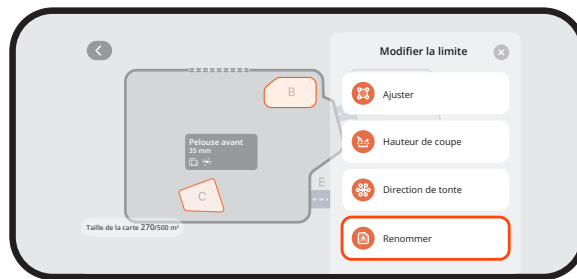 Modifier la limite
B
Ajuster
Pelouse avant
35 mm
Hauteur de coupe
E
Direction de tonte
C
Taille de la carte 270/500 m²
A
Renommer